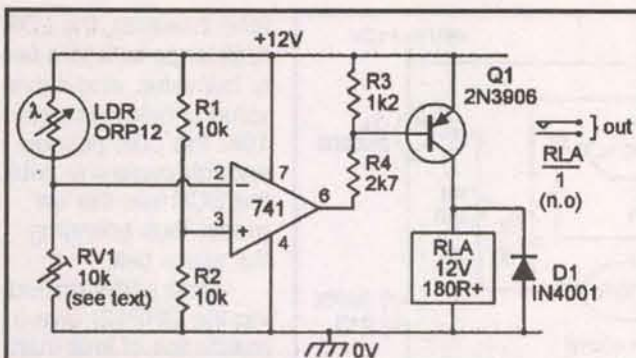 +12V
λ
LDR
ORP12
R1
10k
R3
1k2
Q1
2N3906
R4
2k7
} out
RLA
1
(n.o)
2
7
741
6
3
4
−
+
RV1
10k
(see text)
R2
10k
RLA
12V
180R+
D1
IN4001
0V